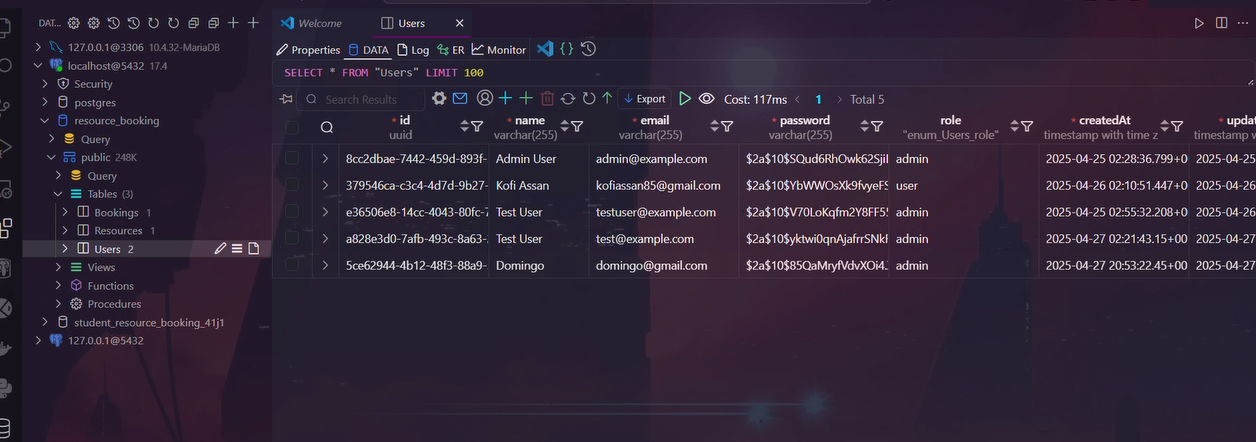 DAT...
Welcome
Users
127.0.0.1@3306 10.4.32-MariaDB
localhost@5432 17.4
Security
postgres
resource_booking
Query
public 248K
Query
Tables (3)
Bookings 1
Resources 1
Users 2
Views
Functions
Procedures
student_resource_booking_41j1
127.0.0.1@5432
Properties DATA Log ER Monitor
SELECT * FROM "Users" LIMIT 100
Search Results Export Cost: 117ms 1 Total 5
* id * name * email * password role * createdAt * updat
uuid varchar(255) varchar(255) varchar(255) "enum_Users_role" timestamp with time z timestamp w
8cc2dbae-7442-459d-893f- Admin User admin@example.com $2a$10$SQud6RhOwk62Sjil admin 2025-04-25 02:28:36.799+0 2025-04-25
379546ca-c3c4-4d7d-9b27- Kofi Assan kofiassan85@gmail.com $2a$10$YbWWOsXk9fvyeFS user 2025-04-26 02:10:51.447+0 2025-04-26
e36506e8-14cc-4043-80fc-7 Test User testuser@example.com $2a$10$V70LoKqfm2Y8FF55 admin 2025-04-26 02:55:32.208+0 2025-04-26
a828e3d0-7afb-493c-8a63- Test User test@example.com $2a$10$yktwi0qnAjafrrSNkf admin 2025-04-27 02:21:43.15+00 2025-04-27
5ce62944-4b12-48f3-88a9- Domingo domingo@gmail.com $2a$10$85QaMryfVdvXOi4. admin 2025-04-27 20:53:22.45+00 2025-04-27